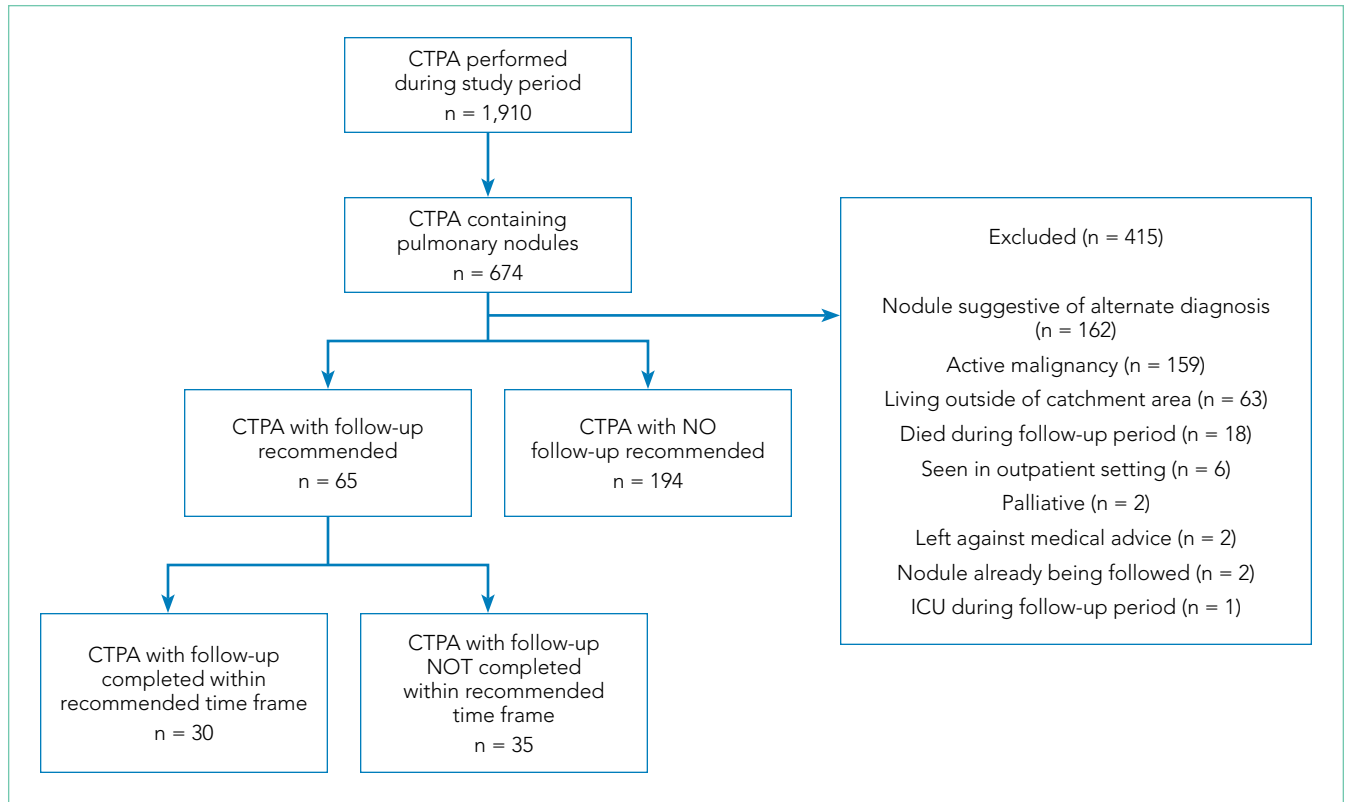 CTPA performed
during study period
n = 1,910
CTPA containing
pulmonary nodules
n = 674
Excluded (n = 415)
Nodule suggestive of alternate diagnosis
(n = 162)
Active malignancy (n = 159)
Living outside of catchment area (n = 63)
Died during follow-up period (n = 18)
Seen in outpatient setting (n = 6)
Palliative (n = 2)
Left against medical advice (n = 2)
Nodule already being followed (n = 2)
ICU during follow-up period (n = 1)
CTPA with follow-up
recommended
n = 65
CTPA with NO
follow-up recommended
n = 194
CTPA with follow-up
completed within
recommended time frame
n = 30
CTPA with follow-up
NOT completed
within recommended
time frame
n = 35